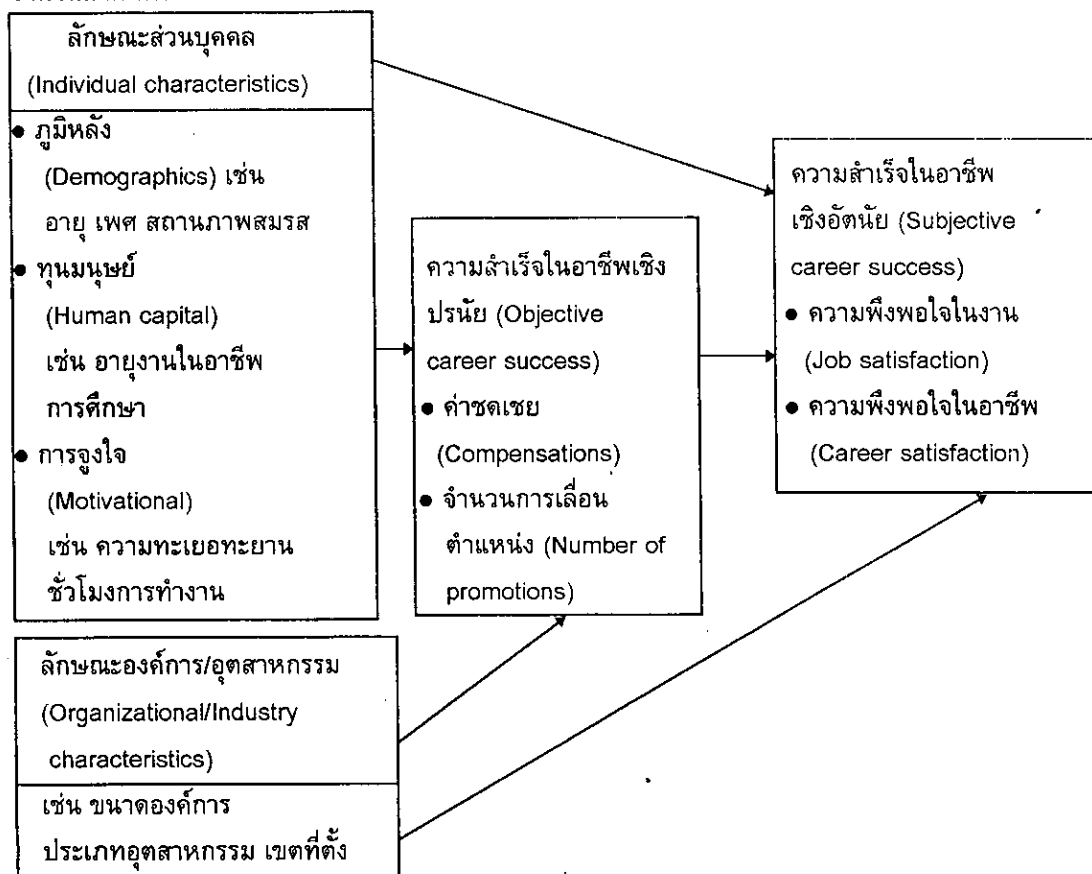 ลักษณะส่วนบุคคล
(Individual characteristics)
● ภูมิหลัง
(Demographics) เช่น
อายุ เพศ สถานภาพสมรส
● ทุนมนุษย์
(Human capital)
เช่น อายุงานในอาชีพ
การศึกษา
● การจูงใจ
(Motivational)
เช่น ความทะเยอทะยาน
ชั่วโมงการทำงาน
ลักษณะองค์การ/อุตสาหกรรม
(Organizational/Industry
characteristics)
เช่น ขนาดองค์การ
ประเภทอุตสาหกรรม เขตที่ตั้ง
ความสำเร็จในอาชีพเชิง
ปรนัย (Objective
career success)
● ค่าชดเชย
(Compensations)
● จำนวนการเลื่อน
ตำแหน่ง (Number of
promotions)
ความสำเร็จในอาชีพ
เชิงอัตนัย (Subjective
career success)
● ความพึงพอใจในงาน
(Job satisfaction)
● ความพึงพอใจในอาชีพ
(Career satisfaction)